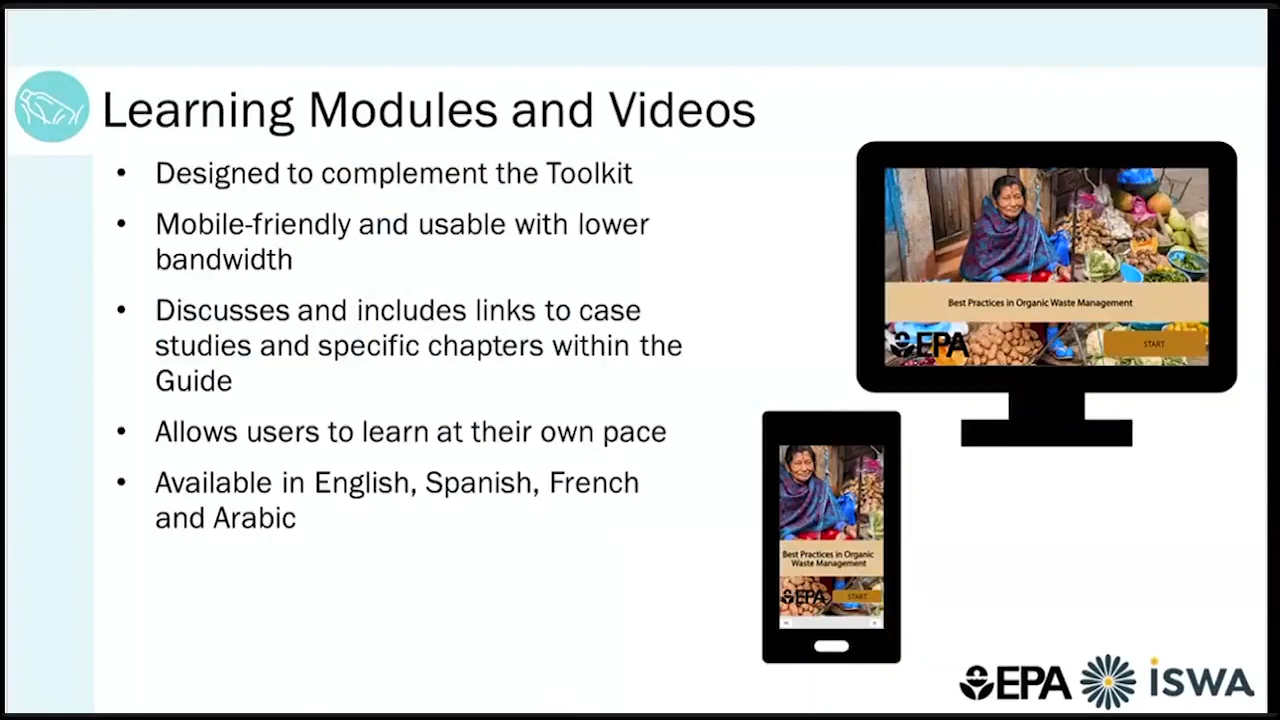 Learning Modules and Videos
• Designed to complement the Toolkit
• Mobile-friendly and usable with lower
bandwidth
• Discusses and includes links to case
studies and specific chapters within the
Guide
• Allows users to learn at their own pace
• Available in English, Spanish, French
and Arabic
Best Practices in Organic Waste Management
EPA
START
Best Practices in Organic
Waste Management
EPA
START
EPA
iSWA